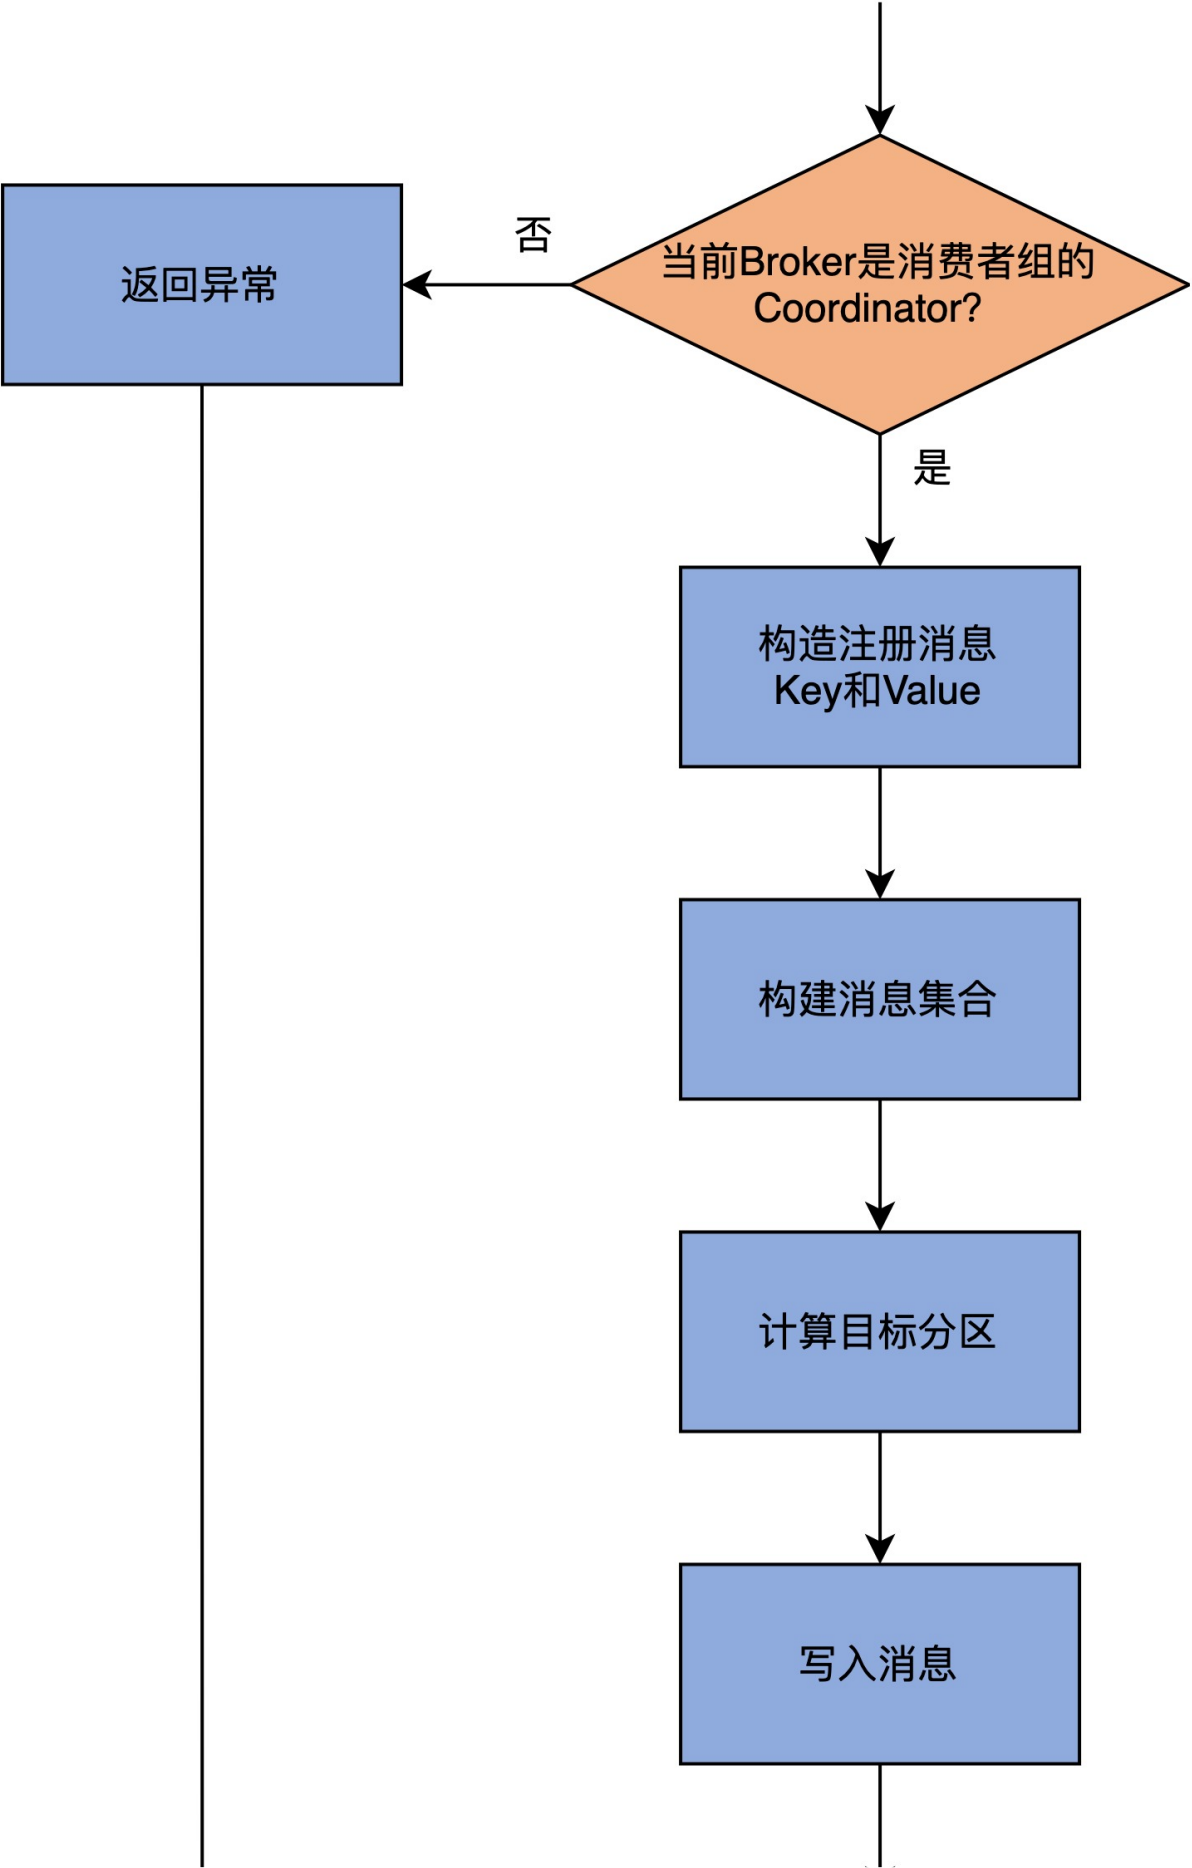 当前Broker是消费者组的
Coordinator?
否
返回异常
是
构造注册消息
Key和Value
构建消息集合
计算目标分区
写入消息